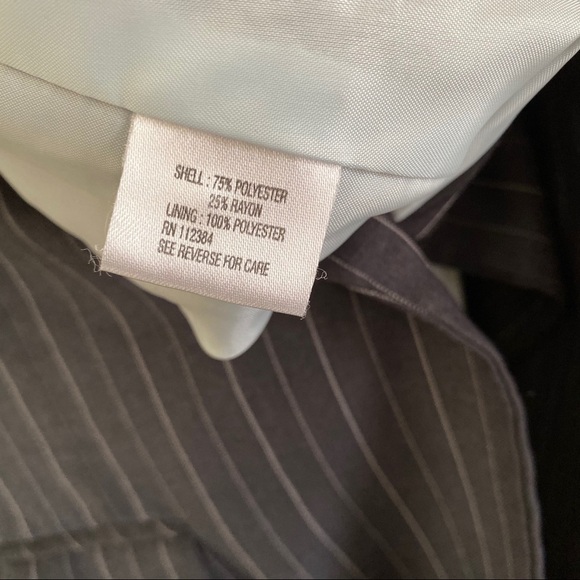 SHELL : 75% POLYESTER
25% RAYON
LINING : 100% POLYESTER
RN 112384
SEE REVERSE FOR CARE